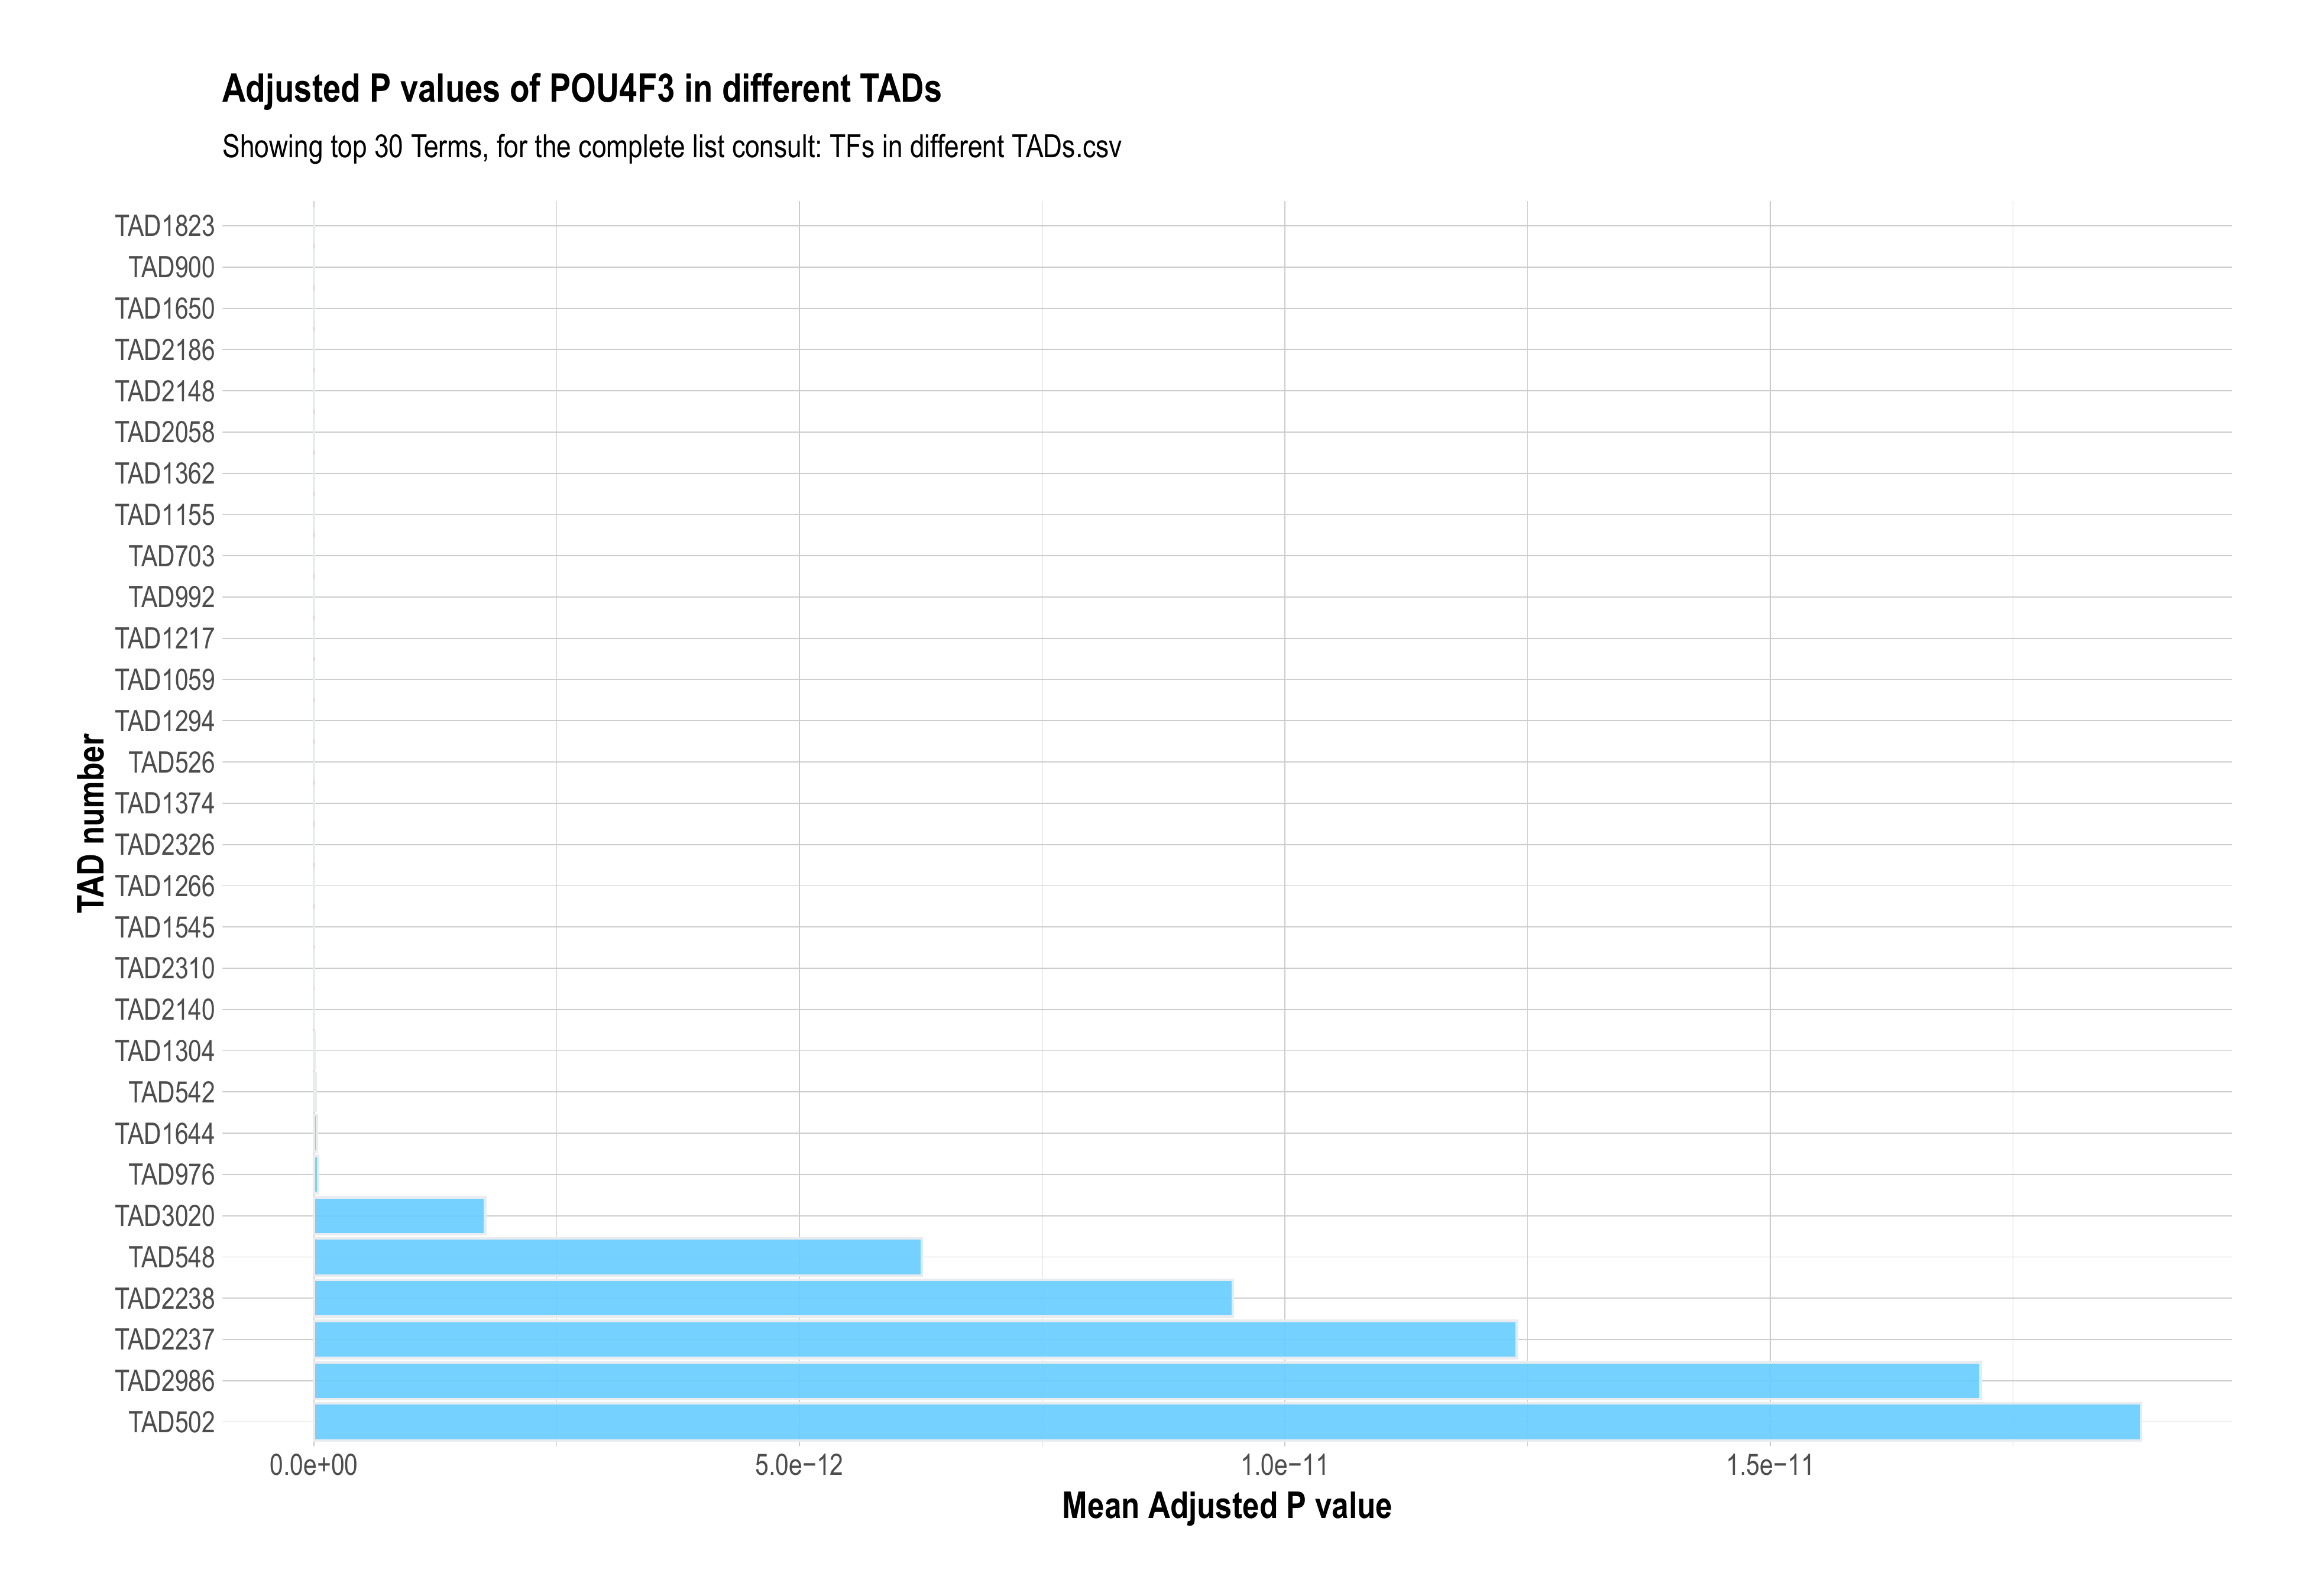 Adjusted P values of POU4F3 in different TADs
Showing top 30 Terms, for the complete list consult: TFs in different TADs.csv
TAD number
TAD1823
TAD900
TAD1650
TAD2186
TAD2148
TAD2058
TAD1362
TAD1155
TAD703
TAD992
TAD1217
TAD1059
TAD1294
TAD526
TAD1374
TAD2326
TAD1266
TAD1545
TAD2310
TAD2140
TAD1304
TAD542
TAD1644
TAD976
TAD3020
TAD548
TAD2238
TAD2237
TAD2986
TAD502
0.0e+00 5.0e−12 1.0e−11 1.5e−11
Mean Adjusted P value